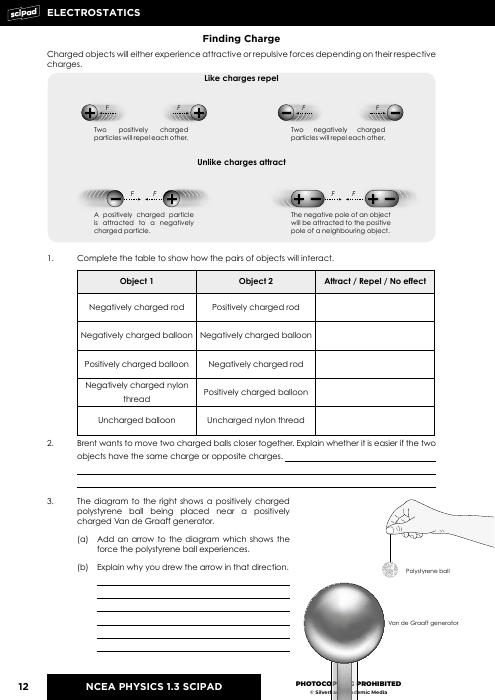 scipad ELECTROSTATICS
Finding Charge
Charged objects will either experience attractive or repulsive forces depending on their respective
charges.
Like charges repel
+ F F +
− F F −
Two positively charged
particles will repel each other.
Two negatively charged
particles will repel each other.
Unlike charges attract
− F F +
+ − F F + −
A positively charged particle
is attracted to a negatively
charged particle.
The negative pole of an object
will be attracted to the positive
pole of a neighbouring object.
1. Complete the table to show how the pairs of objects will interact.
Object 1 Object 2 Attract / Repel / No effect
Negatively charged rod Positively charged rod
Negatively charged balloon Negatively charged balloon
Positively charged balloon Negatively charged rod
Negatively charged nylon
thread Positively charged balloon
Uncharged balloon Uncharged nylon thread
2. Brent wants to move two charged balls closer together. Explain whether it is easier if the two
objects have the same charge or opposite charges.
3. The diagram to the right shows a positively charged
polystyrene ball being placed near a positively
charged Van de Graaff generator.
(a) Add an arrow to the diagram which shows the
force the polystyrene ball experiences.
(b) Explain why you drew the arrow in that direction.
Polystyrene ball
Van de Graaff generator
12 NCEA PHYSICS 1.3 SCIPAD
PROHIBITED
Media